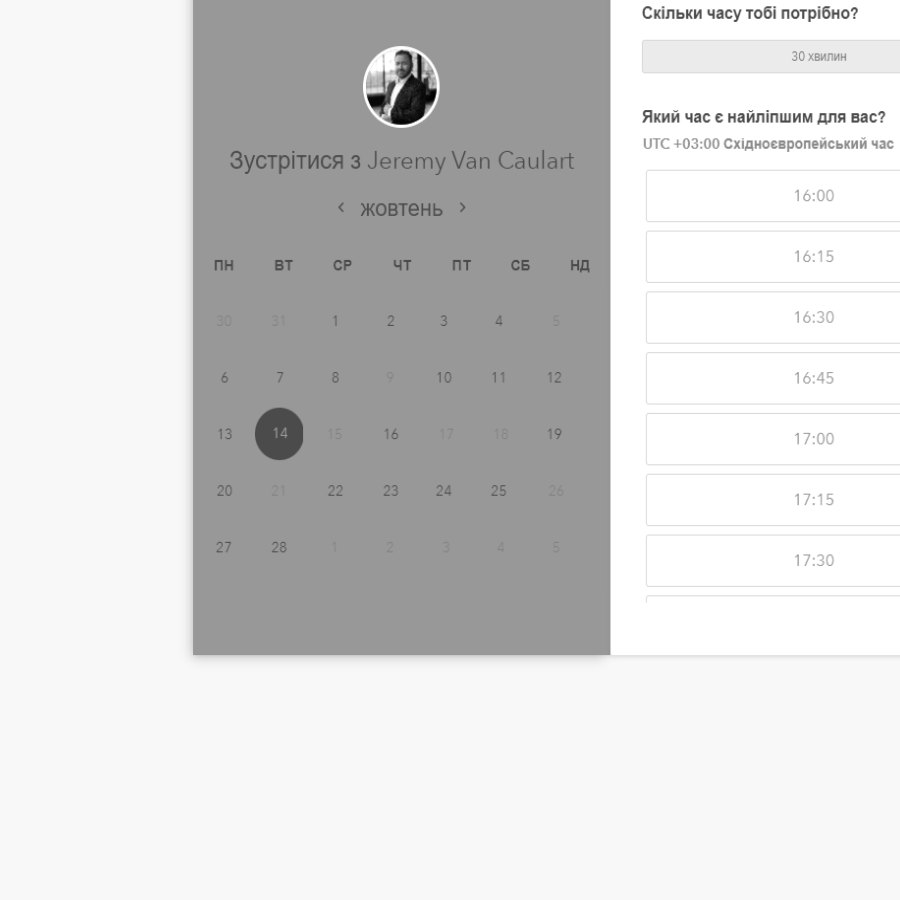 Зустрітися з Jeremy Van Caulart
‹ жовтень ›
ПН ВТ СР ЧТ ПТ СБ НД
30 31 1 2 3 4 5
6 7 8 9 10 11 12
13 14 15 16 17 18 19
20 21 22 23 24 25 26
27 28 1 2 3 4 5
Скільки часу тобі потрібно?
30 хвилин
Який час є найліпшим для вас?
UTC +03:00 Східноєвропейський час
16:00
16:15
16:30
16:45
17:00
17:15
17:30